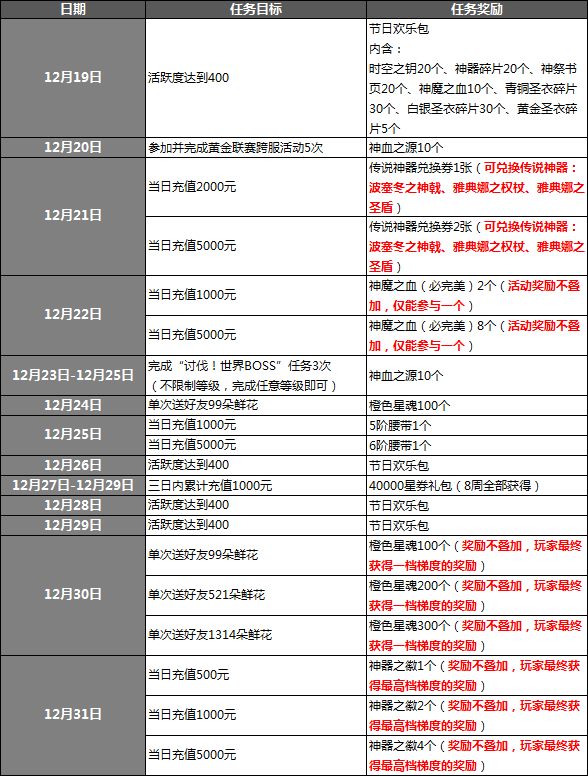 日期 任务目标 任务奖励
12月19日 活跃度达到400
节日欢乐包
内含：
时空之钥20个、神器碎片20个、神祭书
页20个、神魔之血10个、青铜圣衣碎片
30个、白银圣衣碎片30个、黄金圣衣碎
片5个
12月20日 参加并完成黄金联赛跨服活动5次 神血之源10个
12月21日
当日充值2000元
传说神器兑换券1张（可兑换传说神器：
波塞冬之神戟、雅典娜之权杖、雅典娜之
圣盾）
当日充值5000元
传说神器兑换券2张（可兑换传说神器：
波塞冬之神戟、雅典娜之权杖、雅典娜之
圣盾）
12月22日
当日充值1000元
神魔之血（必完美）2个（活动奖励不叠
加，仅能参与一个）
当日充值5000元
神魔之血（必完美）8个（活动奖励不叠
加，仅能参与一个）
12月23日-12月25日
完成“讨伐！世界BOSS”任务3次
（不限制等级，完成任意等级即可）
神血之源10个
12月24日 单次送好友99朵鲜花 橙色星魂100个
12月25日
当日充值1000元 5阶腰带1个
当日充值5000元 6阶腰带1个
12月26日 活跃度达到400 节日欢乐包
12月27日-12月29日 三日内累计充值1000元 40000星券礼包（8周全部获得）
12月28日 活跃度达到400 节日欢乐包
12月29日 活跃度达到400 节日欢乐包
12月30日
单次送好友99朵鲜花
橙色星魂100个（奖励不叠加，玩家最终
获得一档梯度的奖励）
单次送好友521朵鲜花
橙色星魂200个（奖励不叠加，玩家最终
获得一档梯度的奖励）
单次送好友1314朵鲜花
橙色星魂300个（奖励不叠加，玩家最终
获得一档梯度的奖励）
12月31日
当日充值500元
神器之徽1个（奖励不叠加，玩家最终获
得最高档梯度的奖励）
当日充值1000元
神器之徽2个（奖励不叠加，玩家最终获
得最高档梯度的奖励）
当日充值5000元
神器之徽4个（奖励不叠加，玩家最终获
得最高档梯度的奖励）